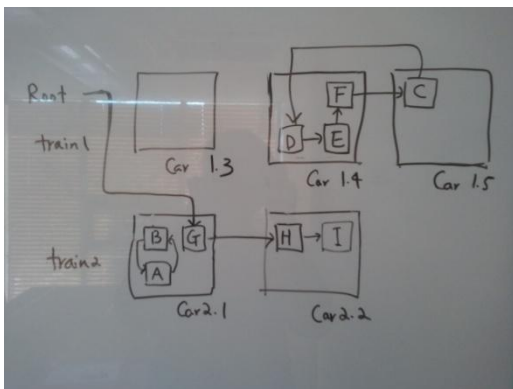 Root
train1
Car 1.3
F
D
E
Car 1.4
C
Car 1.5
train2
B
G
A
Car2.1
H
I
Car2.2